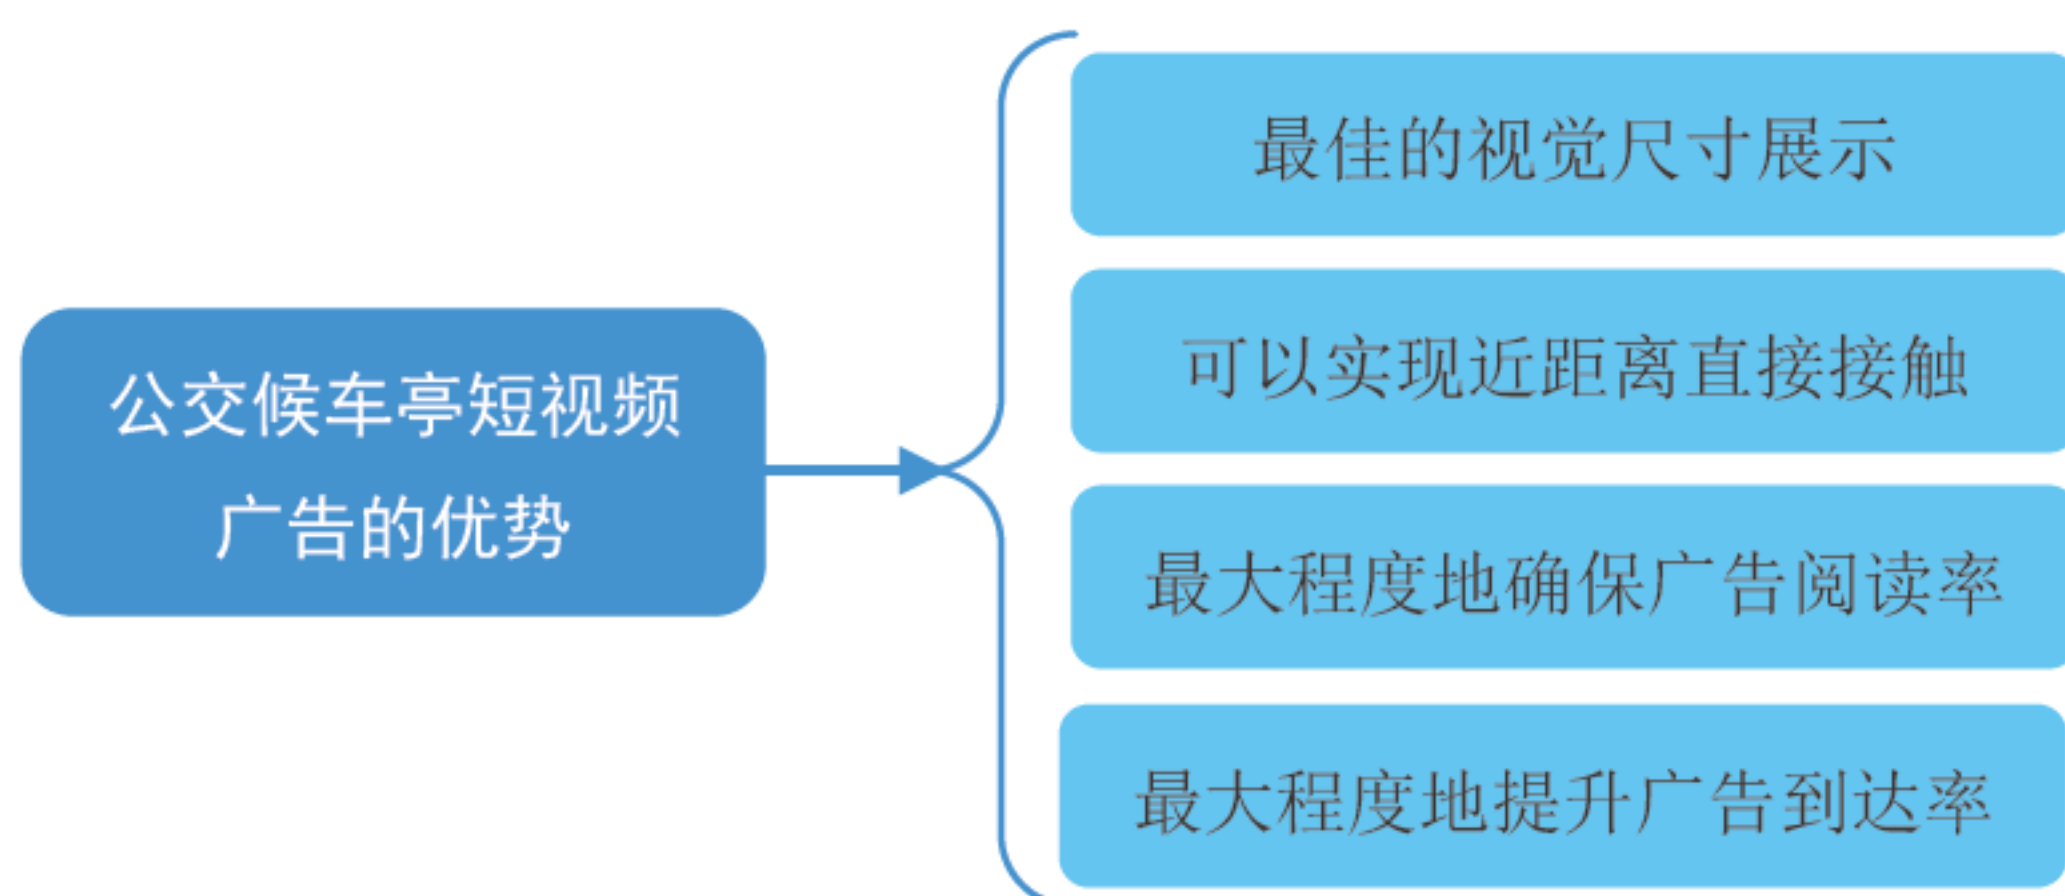 公交候车亭短视频
广告的优势
最佳的视觉尺寸展示
可以实现近距离直接接触
最大程度地确保广告阅读率
最大程度地提升广告到达率